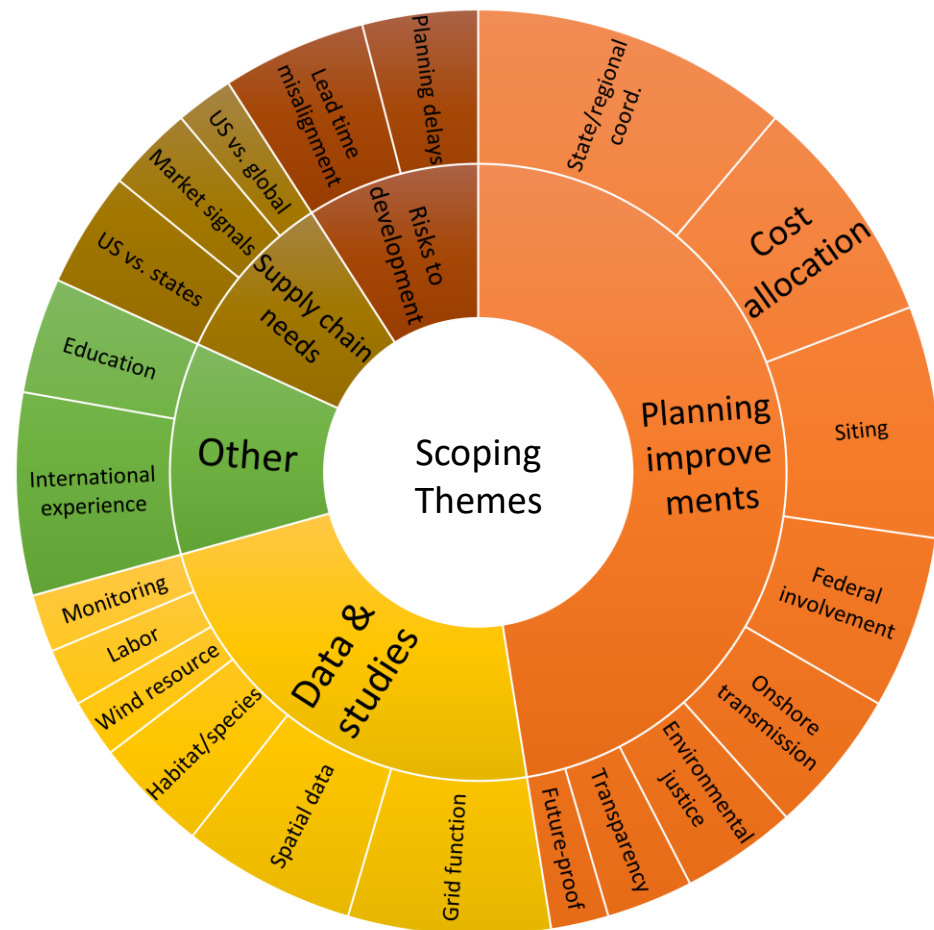 Scoping
Themes
Planning
improve
ments
State/regional
coord.
Cost
allocation
Siting
Federal
involvement
Onshore
transmission
Environmental
justice
Transparency
Future-proof
Data &
studies
Grid function
Spatial data
Habitat/species
Wind resource
Labor
Monitoring
Other
International
experience
Education
Supply chain
needs
US vs. states
Market signals
US vs. global
Risks to
development
Lead time
misalignment
Planning delays